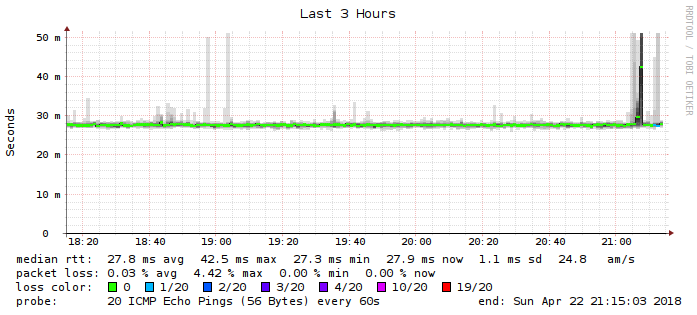 Last 3 Hours
RRDTOOL / TOBI OETIKER
Seconds
50 m
40 m
30 m
20 m
10 m
0
18:20 18:40 19:00 19:20 19:40 20:00 20:20 20:40 21:00
median rtt: 27.8 ms avg 42.5 ms max 27.3 ms min 27.9 ms now 1.1 ms sd 24.8 am/s
packet loss: 0.03 % avg 4.42 % max 0.00 % min 0.00 % now
loss color: 0 1/20 2/20 3/20 4/20 10/20 19/20
probe: 20 ICMP Echo Pings (56 Bytes) every 60s end: Sun Apr 22 21:15:03 2018